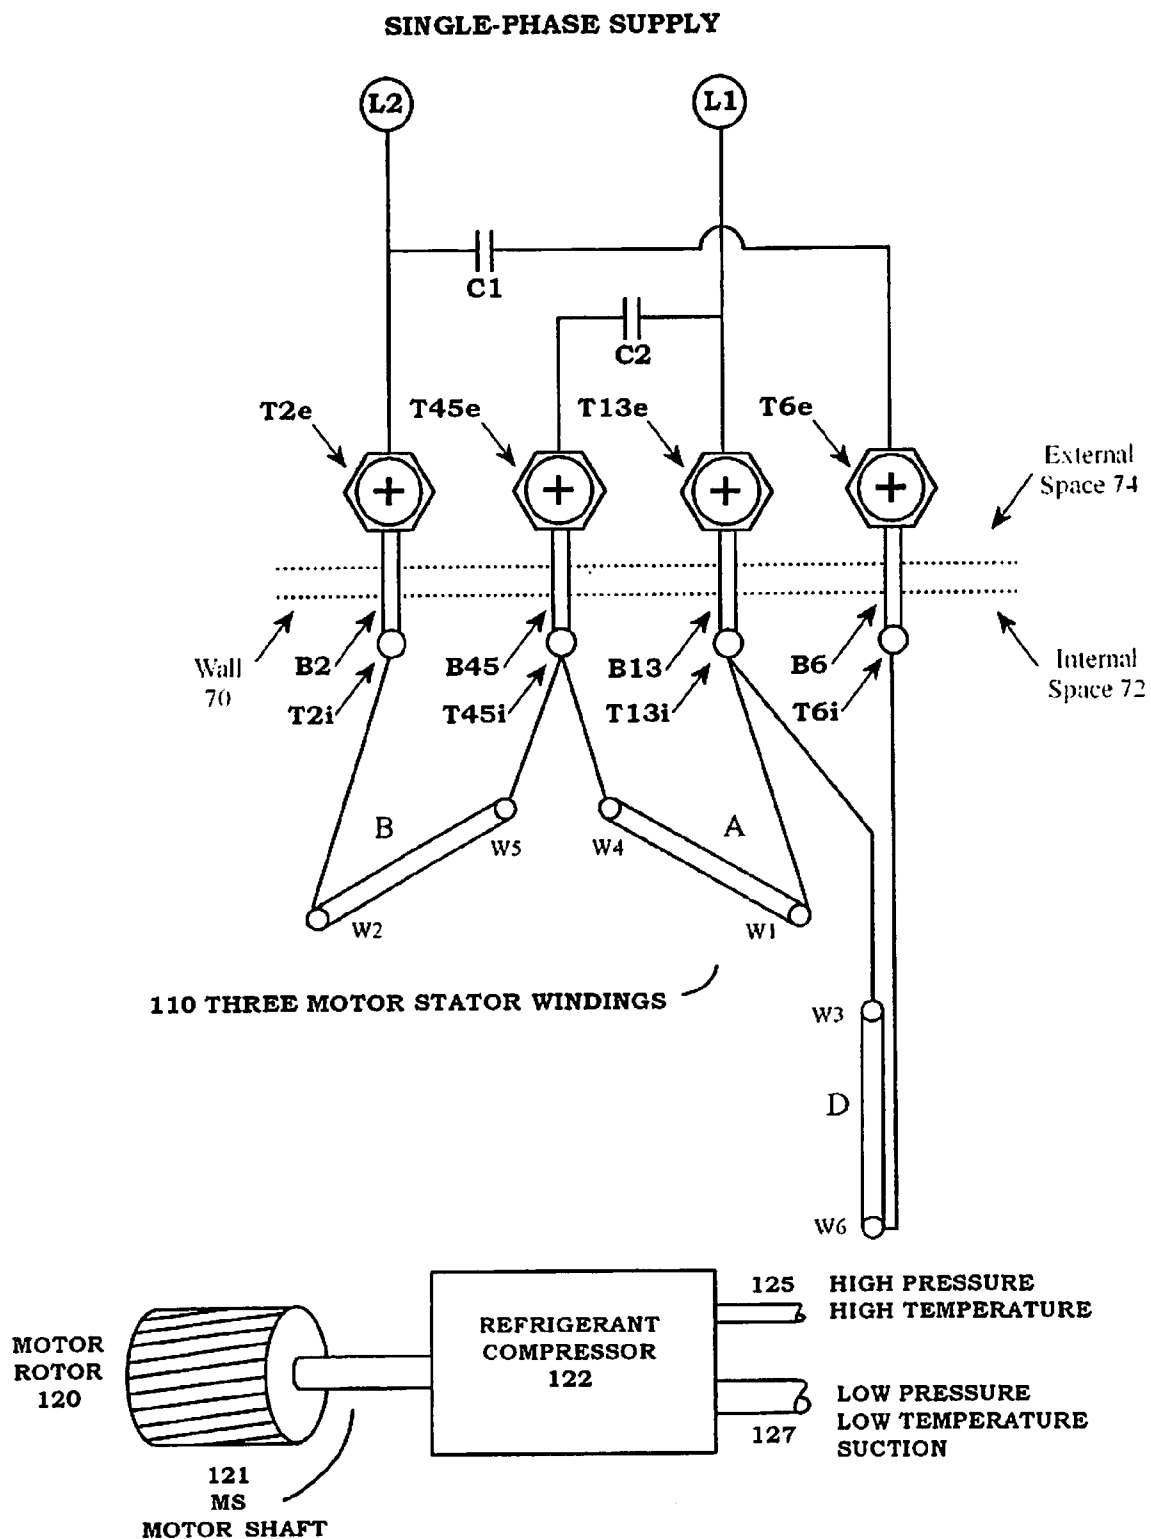 SINGLE-PHASE SUPPLY
L2
L1
C1
C2
T2e
T45e
T13e
T6e
External
Space 74
Wall
70
B2
B45
B13
B6
Internal
Space 72
T2i
T45i
T13i
T6i
B
A
W5
W4
W2
W1
110 THREE MOTOR STATOR WINDINGS
W3
D
W6
125
HIGH PRESSURE
HIGH TEMPERATURE
MOTOR
ROTOR
120
REFRIGERANT
COMPRESSOR
122
LOW PRESSURE
LOW TEMPERATURE
SUCTION
127
121
MS
MOTOR SHAFT